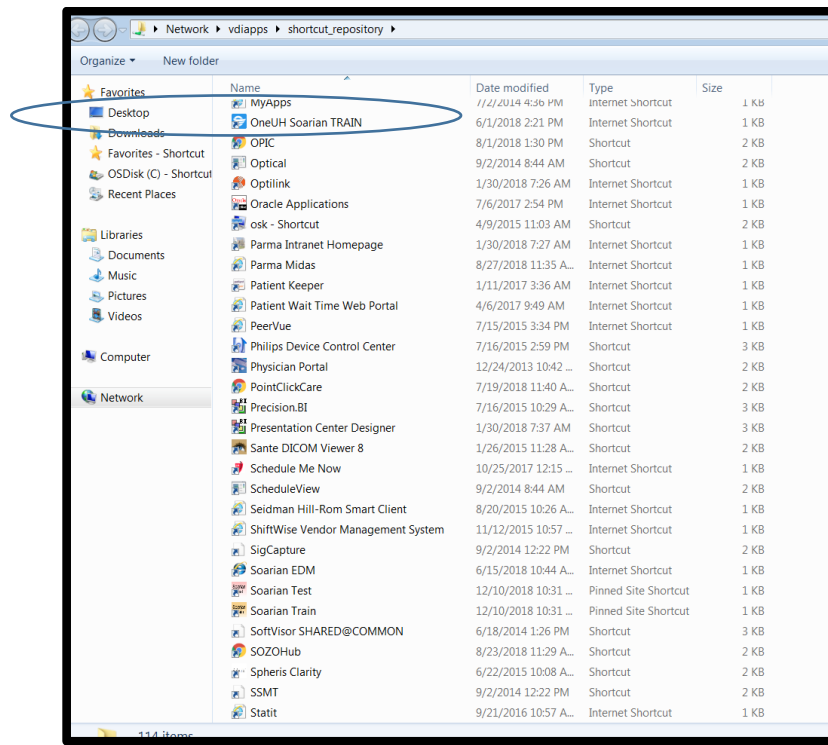 Network vdiapps shortcut_repository
Organize New folder
Favorites
Desktop
Downloads
Favorites - Shortcut
OSDisk (C) - Shortcut
Recent Places
Libraries
Documents
Music
Pictures
Videos
Computer
Network
Name Date modified Type Size
MyApps 7/2/2014 4:36 PM Internet Shortcut 1 KB
OneUH Soarian TRAIN 6/1/2018 2:21 PM Internet Shortcut 1 KB
OPIC 8/1/2018 1:30 PM Shortcut 2 KB
Optical 9/2/2014 8:44 AM Shortcut 2 KB
Optilink 1/30/2018 7:26 AM Internet Shortcut 1 KB
Oracle Applications 7/6/2017 2:54 PM Internet Shortcut 1 KB
osk - Shortcut 4/9/2015 11:03 AM Shortcut 2 KB
Parma Intranet Homepage 1/30/2018 7:27 AM Internet Shortcut 1 KB
Parma Midas 8/27/2018 11:35 A... Internet Shortcut 1 KB
Patient Keeper 1/11/2017 3:36 AM Internet Shortcut 1 KB
Patient Wait Time Web Portal 4/6/2017 9:49 AM Internet Shortcut 1 KB
PeerVue 7/15/2015 3:34 PM Internet Shortcut 1 KB
Philips Device Control Center 7/16/2015 2:59 PM Shortcut 3 KB
Physician Portal 12/24/2013 10:42 ... Shortcut 2 KB
PointClickCare 7/19/2018 11:40 A... Shortcut 2 KB
Precision.BI 7/16/2015 10:29 A... Shortcut 3 KB
Presentation Center Designer 1/30/2018 7:37 AM Shortcut 3 KB
Sante DICOM Viewer 8 1/26/2015 11:28 A... Shortcut 2 KB
Schedule Me Now 10/25/2017 12:15 ... Internet Shortcut 1 KB
ScheduleView 9/2/2014 8:44 AM Shortcut 2 KB
Seidman Hill-Rom Smart Client 8/20/2015 10:26 A... Internet Shortcut 1 KB
ShiftWise Vendor Management System 11/12/2015 10:57 ... Internet Shortcut 1 KB
SigCapture 9/2/2014 12:22 PM Shortcut 2 KB
Soarian EDM 6/15/2018 10:44 A... Internet Shortcut 1 KB
Soarian Test 12/10/2018 10:31 ... Pinned Site Shortcut 1 KB
Soarian Train 12/10/2018 10:31 ... Pinned Site Shortcut 1 KB
SoftVisor SHARED@COMMON 6/18/2014 1:26 PM Shortcut 3 KB
SOZOHub 8/23/2018 11:29 A... Shortcut 2 KB
Spheris Clarity 6/22/2015 10:08 A... Shortcut 2 KB
SSMT 9/2/2014 12:22 PM Shortcut 2 KB
Statit 9/21/2016 10:57 A... Internet Shortcut 1 KB
114 items